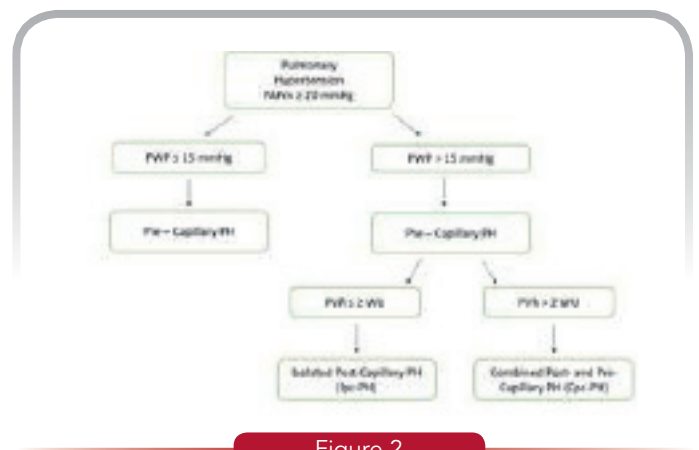 Pulmonary
Hypertension
PAPm ≥ 20 mmHg
PWP ≤ 15 mmHg
PWP > 15 mmHg
Pre – Capillary PH
Pre – Capillary PH
PVR ≤ 2 WU
PVR > 2 WU
Isolated Post-Capillary PH
(Ipc-PH)
Combined Post- and Pre-
Capillary PH (Cpc-PH)
Figure 2